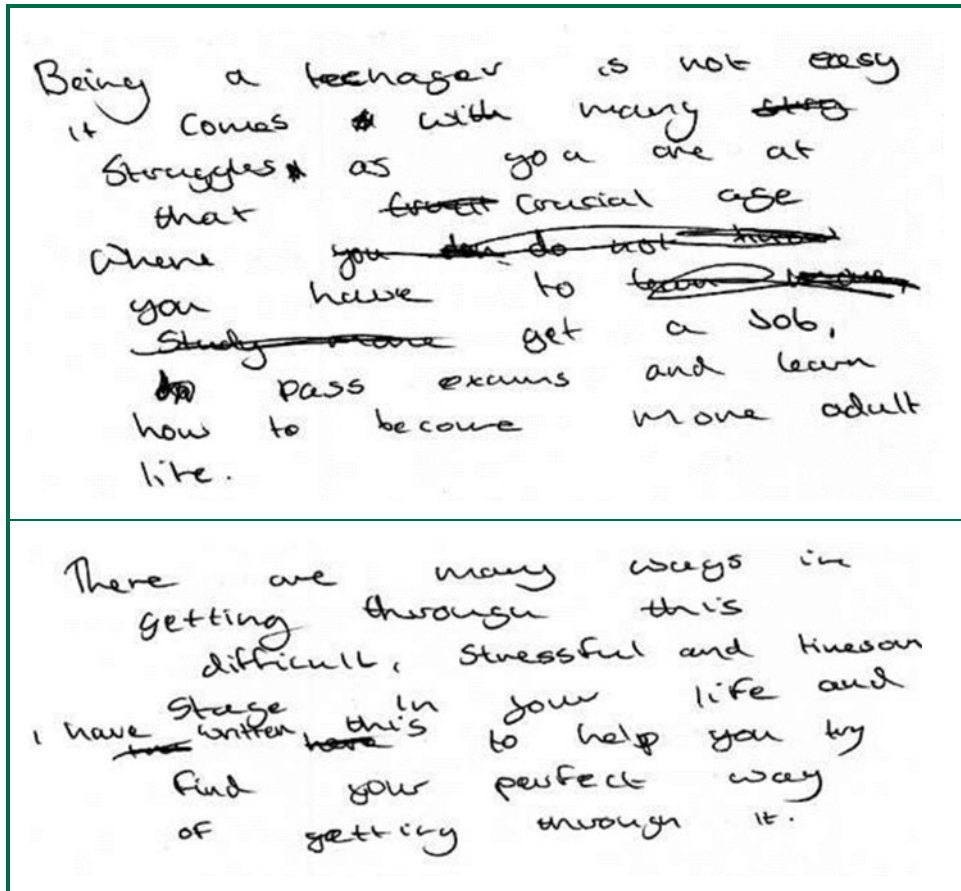 Being a teenager is not easy
it comes with many
struggles as you are at
that crucial age
where
you have to
get a Job,
pass exams and learn
how to become more adult
like.
There are many ways in
getting through this
difficult, stressful and
stage in your life and
I have written this to help you try
find your perfect way
of getting through it.